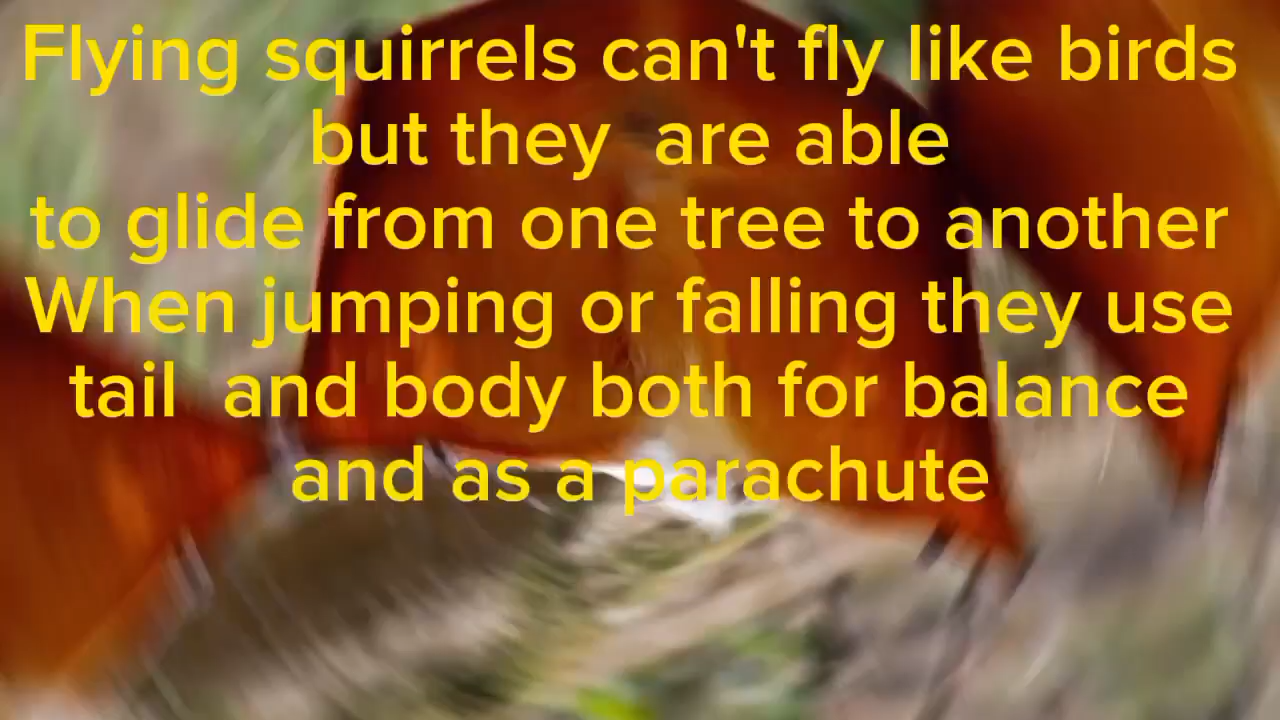 Flying squirrels can't fly like birds
but they  are able
to glide from one tree to another
When jumping or falling they use
tail  and body both for balance
and as a parachute